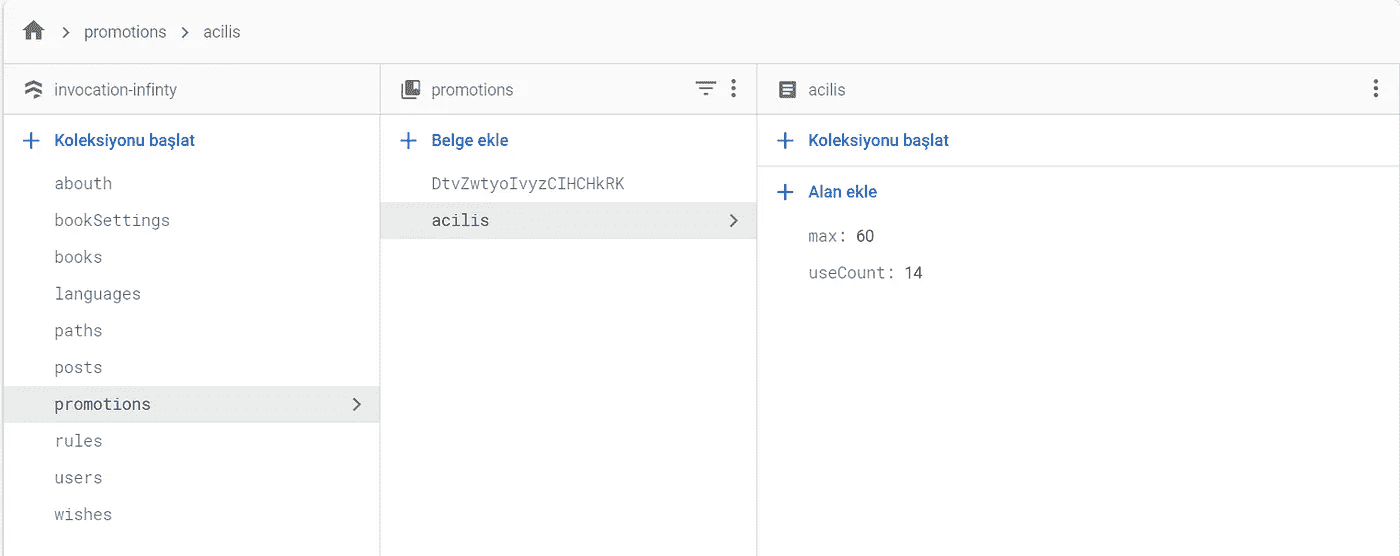 promotions > acilis
invocation-infinty
promotions
acilis
Koleksiyonu başlat
abouth
bookSettings
books
languages
paths
posts
promotions
rules
users
wishes
Belge ekle
DtvZwtyoIvyzCIHCHkRK
acilis
Koleksiyonu başlat
Alan ekle
max: 60
useCount: 14